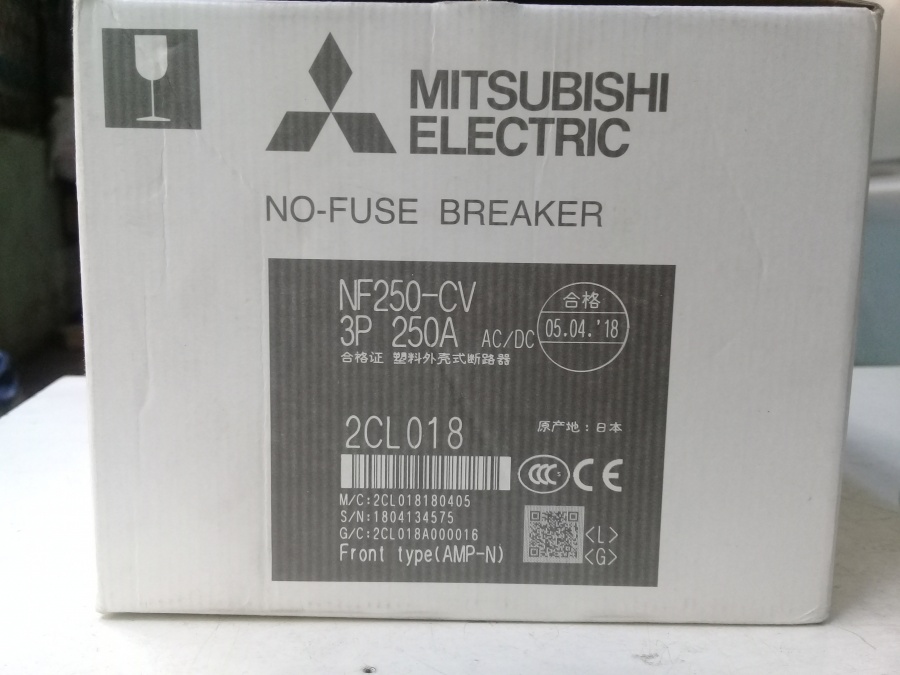 MITSUBISHI
ELECTRIC
NO-FUSE BREAKER
NF250-CV
3P 250A AC/DC
合格
05.04.'18
合格证 塑料外壳式断路器
2CL018
原产地:日本
CCC CE
M/C:2CL018180405
S/N:1804134575
G/C:2CL018A000016
Front type(AMP-N)
<L>
<G>